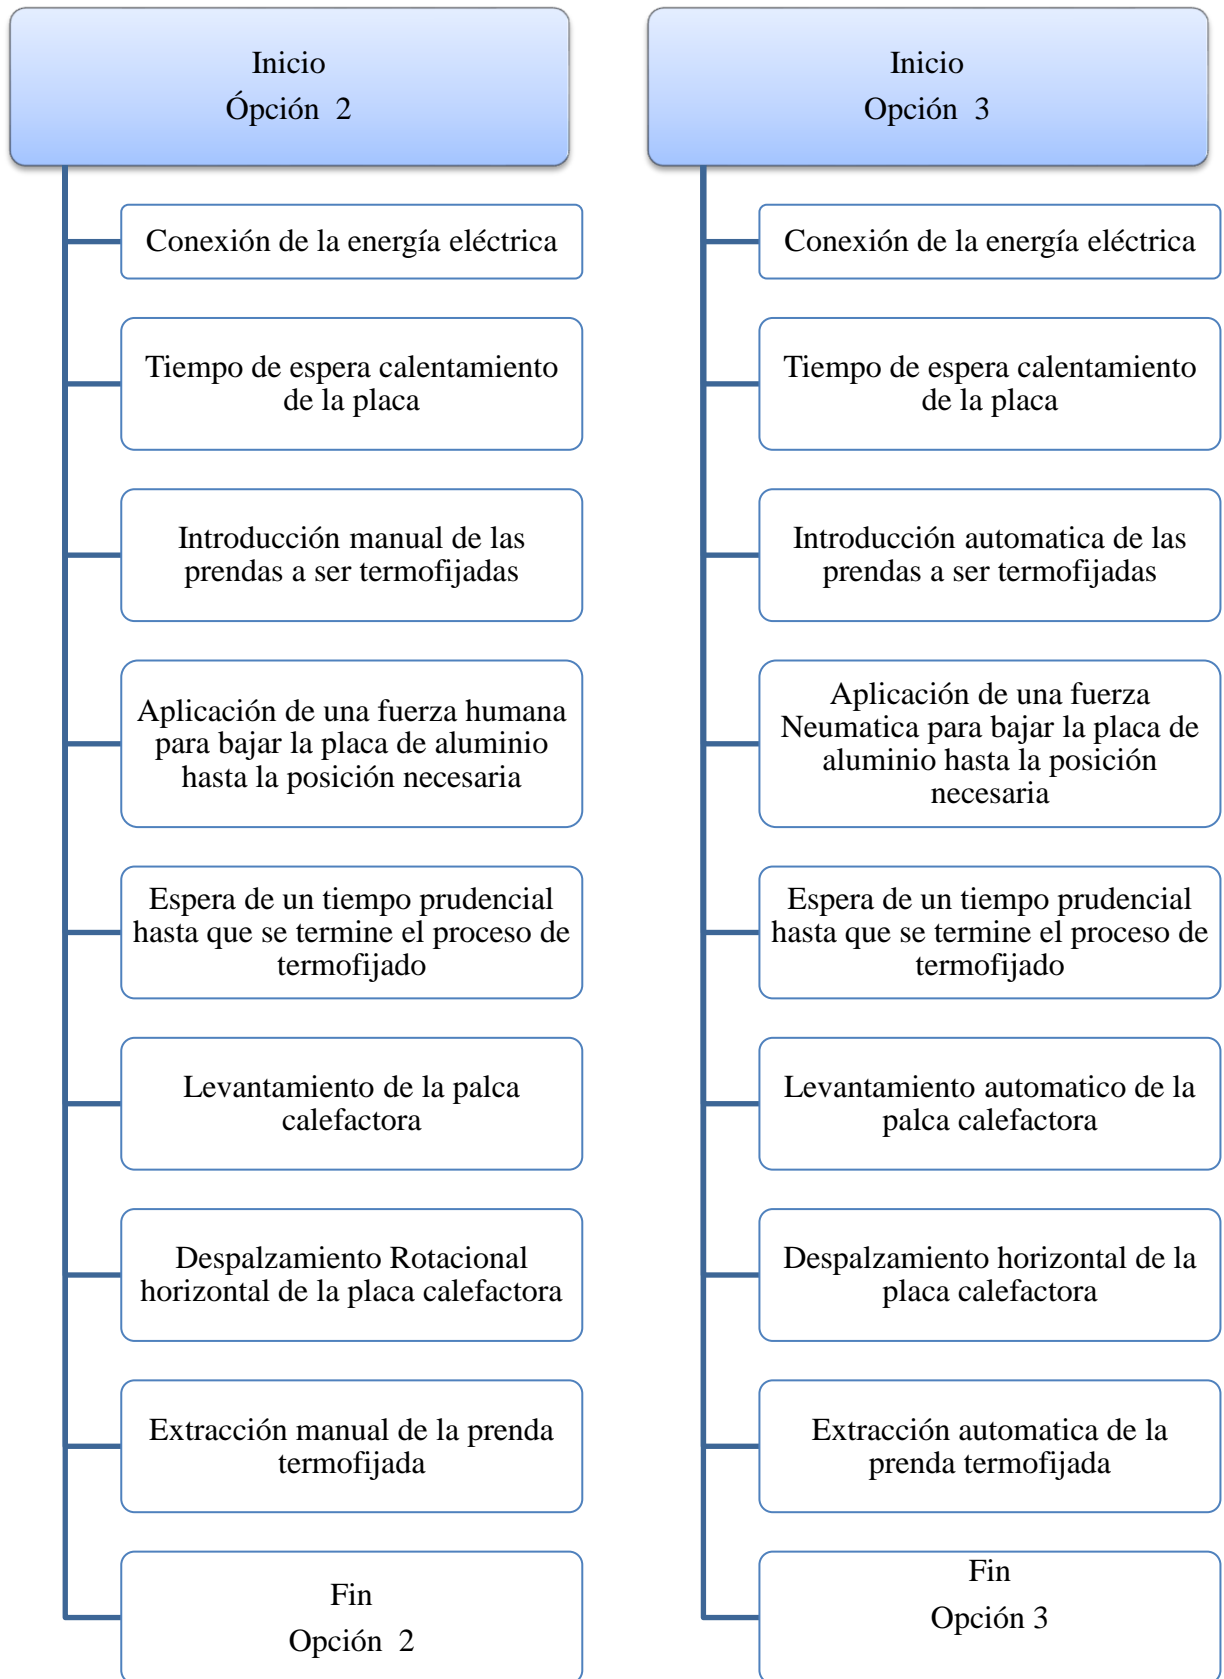 Inicio
Ópción  2
Conexión de la energía eléctrica
Tiempo de espera calentamiento
de la placa
Introducción manual de las
prendas a ser termofijadas
Aplicación de una fuerza humana
para bajar la placa de aluminio
hasta la posición necesaria
Espera de un tiempo prudencial
hasta que se termine el proceso de
termofijado
Levantamiento de la palca
calefactora
Despalzamiento Rotacional
horizontal de la placa calefactora
Extracción manual de la prenda
termofijada
Fin
Opción  2
Inicio
Opción  3
Conexión de la energía eléctrica
Tiempo de espera calentamiento
de la placa
Introducción automatica de las
prendas a ser termofijadas
Aplicación de una fuerza
Neumatica para bajar la placa de
aluminio hasta la posición
necesaria
Espera de un tiempo prudencial
hasta que se termine el proceso de
termofijado
Levantamiento automatico de la
palca calefactora
Despalzamiento horizontal de la
placa calefactora
Extracción automatica de la
prenda termofijada
Fin
Opción 3